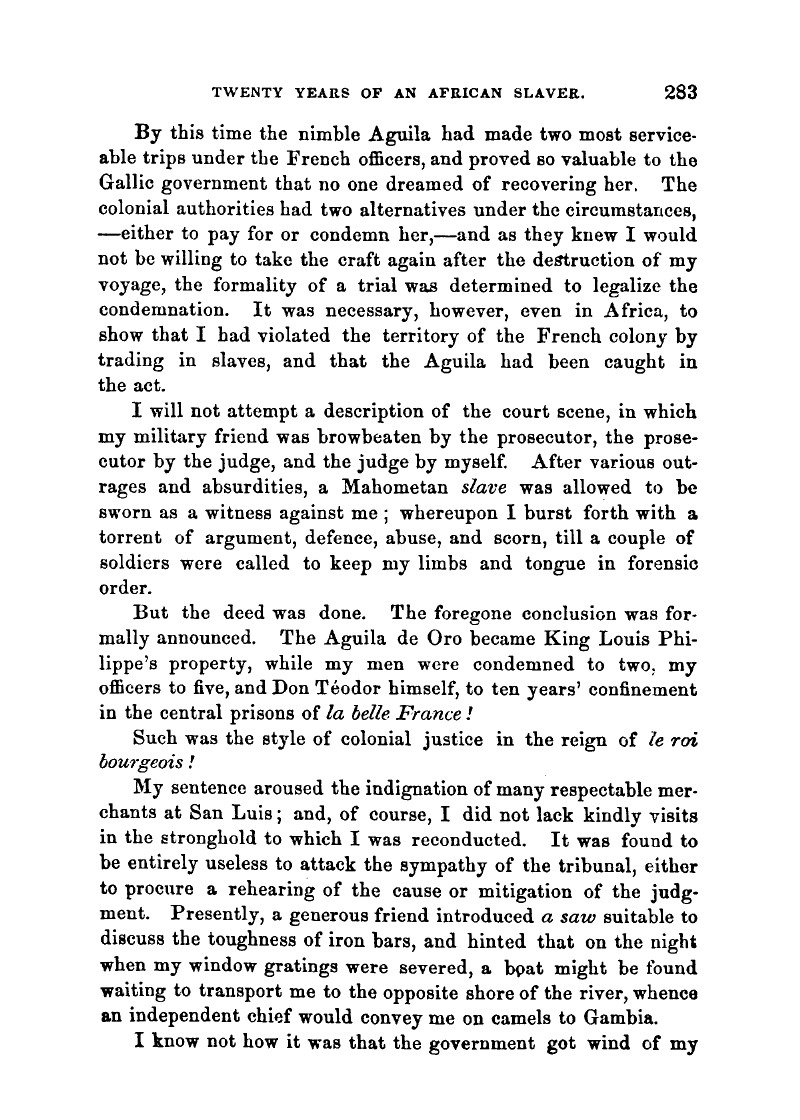 TWENTY YEARS OF AN AFRICAN SLAVER. 283
By this time the nimble Aguila had made two most service-
able trips under the French officers, and proved so valuable to the
Gallic government that no one dreamed of recovering her. The
colonial authorities had two alternatives under the circumstances,
—either to pay for or condemn her,—and as they knew I would
not be willing to take the craft again after the destruction of my
voyage, the formality of a trial was determined to legalize the
condemnation. It was necessary, however, even in Africa, to
show that I had violated the territory of the French colony by
trading in slaves, and that the Aguila had been caught in
the act.
I will not attempt a description of the court scene, in which
my military friend was browbeaten by the prosecutor, the prose-
cutor by the judge, and the judge by myself. After various out-
rages and absurdities, a Mahometan slave was allowed to be
sworn as a witness against me ; whereupon I burst forth with a
torrent of argument, defence, abuse, and scorn, till a couple of
soldiers were called to keep my limbs and tongue in forensic
order.
But the deed was done. The foregone conclusion was for-
mally announced. The Aguila de Oro became King Louis Phi-
lippe's property, while my men were condemned to two, my
officers to five, and Don Téodor himself, to ten years' confinement
in the central prisons of la belle France !
Such was the style of colonial justice in the reign of le roi
bourgeois !
My sentence aroused the indignation of many respectable mer-
chants at San Luis ; and, of course, I did not lack kindly visits
in the stronghold to which I was reconducted. It was found to
be entirely useless to attack the sympathy of the tribunal, either
to procure a rehearing of the cause or mitigation of the judg-
ment. Presently, a generous friend introduced a saw suitable to
discuss the toughness of iron bars, and hinted that on the night
when my window gratings were severed, a boat might be found
waiting to transport me to the opposite shore of the river, whence
an independent chief would convey me on camels to Gambia.
I know not how it was that the government got wind of my